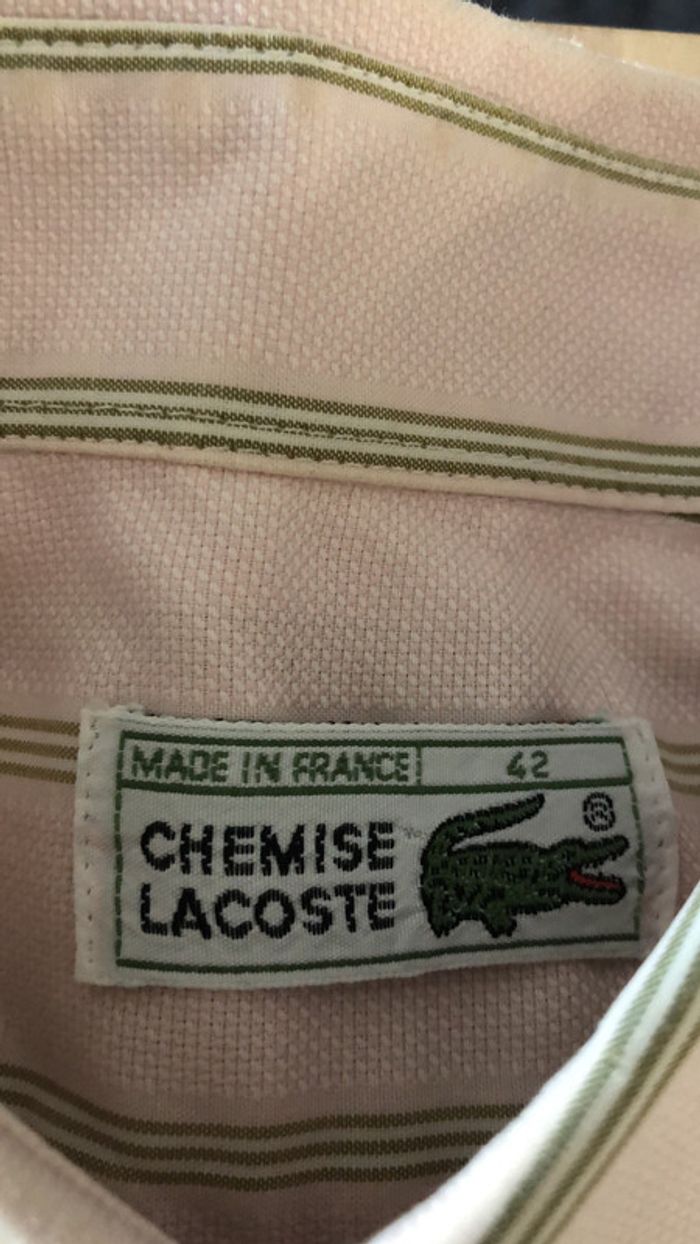 MADE IN FRANCE 42
CHEMISE
LACOSTE
®